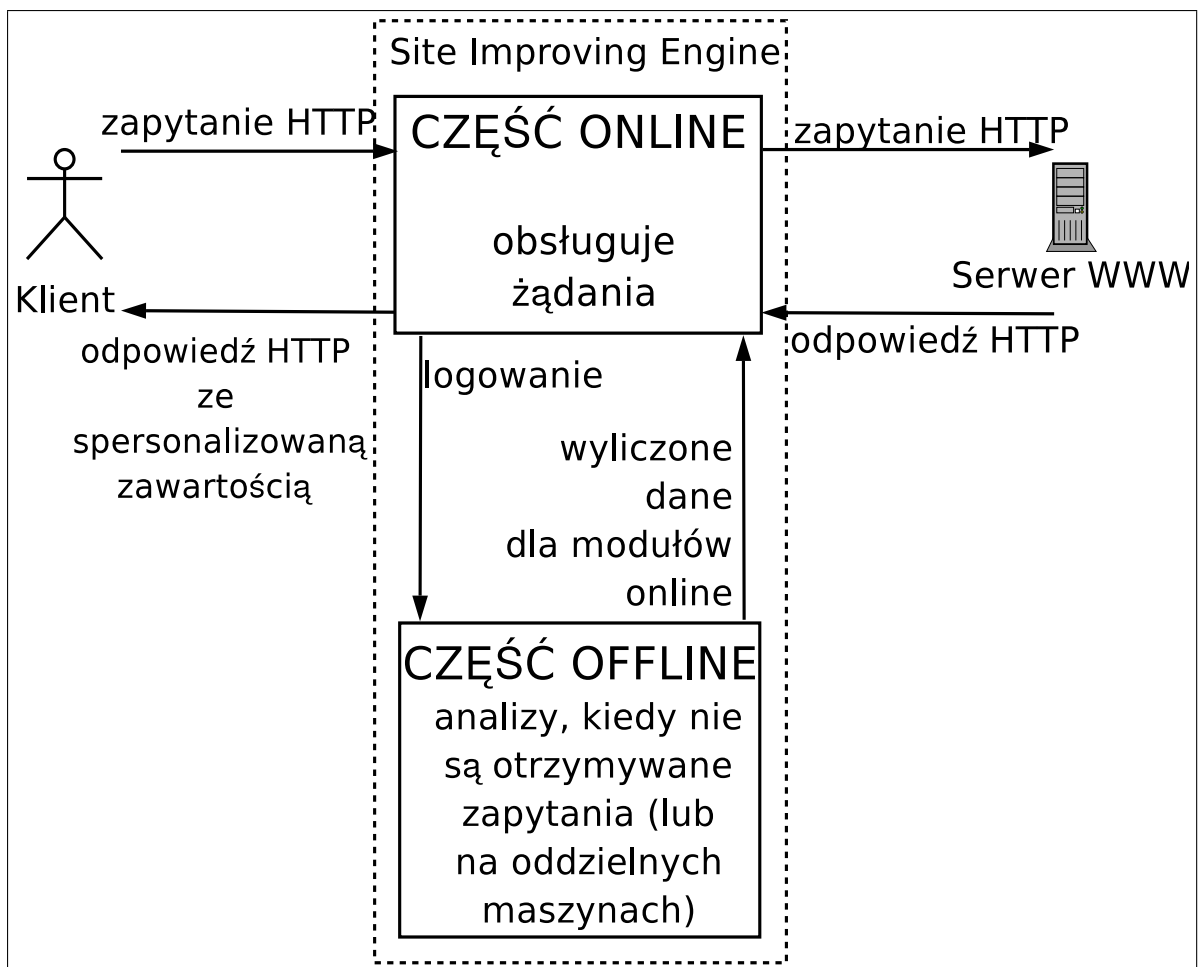 Site Improving Engine
zapytanie HTTP
CZĘŚĆ ONLINE
obsługuje
żądania
zapytanie HTTP
Serwer WWW
Klient
odpowiedź HTTP
ze
spersonalizowaną
zawartością
odpowiedź HTTP
logowanie
wyliczone
dane
dla modułów
online
CZĘŚĆ OFFLINE
analizy, kiedy nie
są otrzymywane
zapytania (lub
na oddzielnych
maszynach)